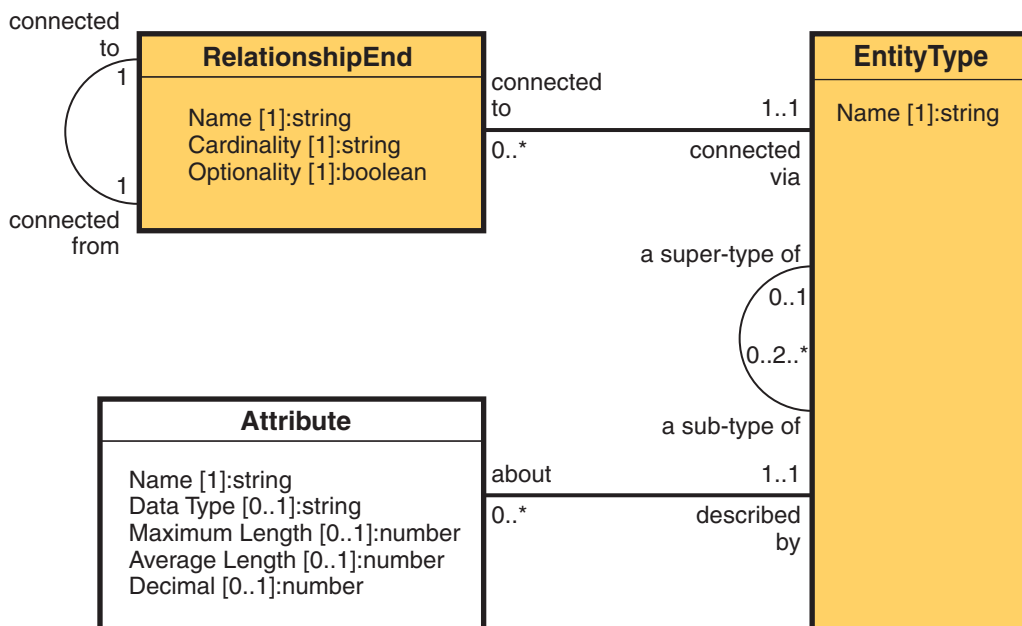 connected
to
1
1
connected
from
RelationshipEnd
Name [1]:string
Cardinality [1]:string
Optionality [1]:boolean
connected
to
0..*
1..1
connected
via
EntityType
Name [1]:string
a super-type of
0..1
0..2..*
a sub-type of
Attribute
Name [1]:string
Data Type [0..1]:string
Maximum Length [0..1]:number
Average Length [0..1]:number
Decimal [0..1]:number
about
0..*
1..1
described
by